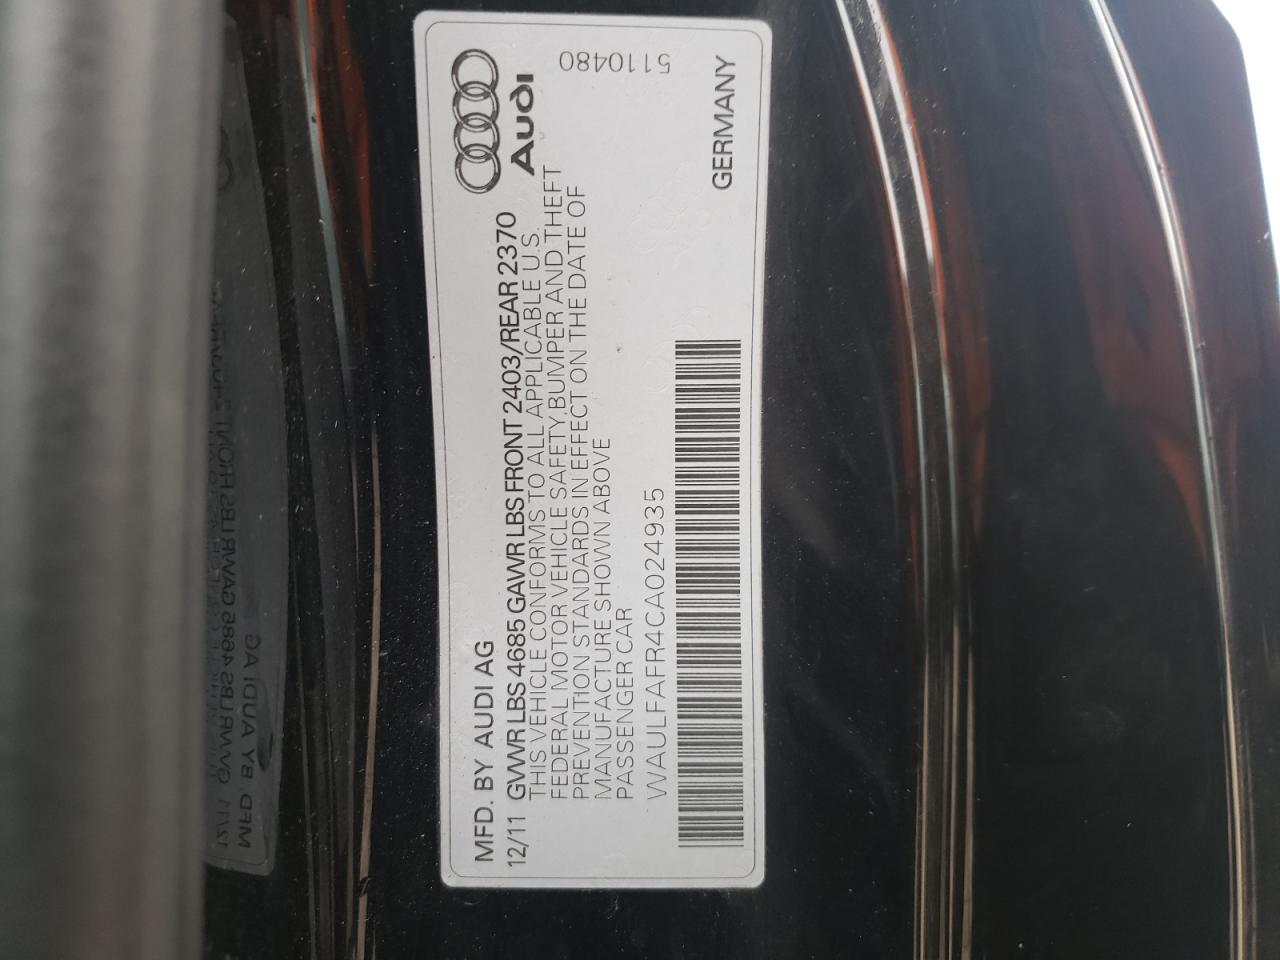 MFD. BY AUDI AG
12/11 GVWR LBS 4685 GAWR LBS FRONT 2403/REAR 2370
THIS VEHICLE CONFORMS TO ALL APPLICABLE U.S.
FEDERAL MOTOR VEHICLE SAFETY, BUMPER AND THEFT
PREVENTION STANDARDS IN EFFECT ON THE DATE OF
MANUFACTURE SHOWN ABOVE
PASSENGER CAR
WAULFAFR4CA024935
Audi
5110480
GERMANY